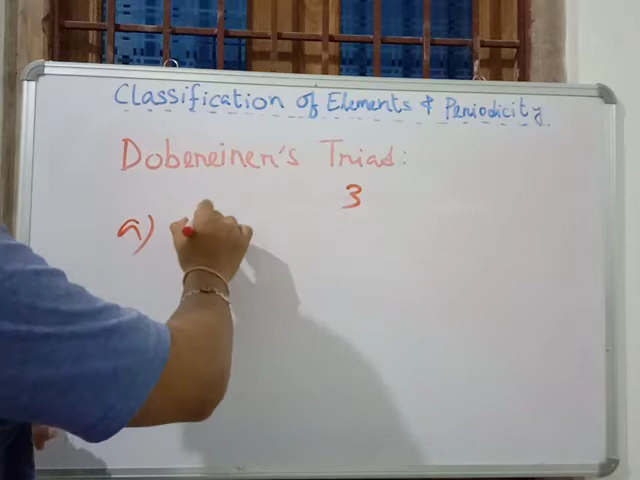 Classification of Elements & Periodicity
Dobereiner's Triad:
3
a)